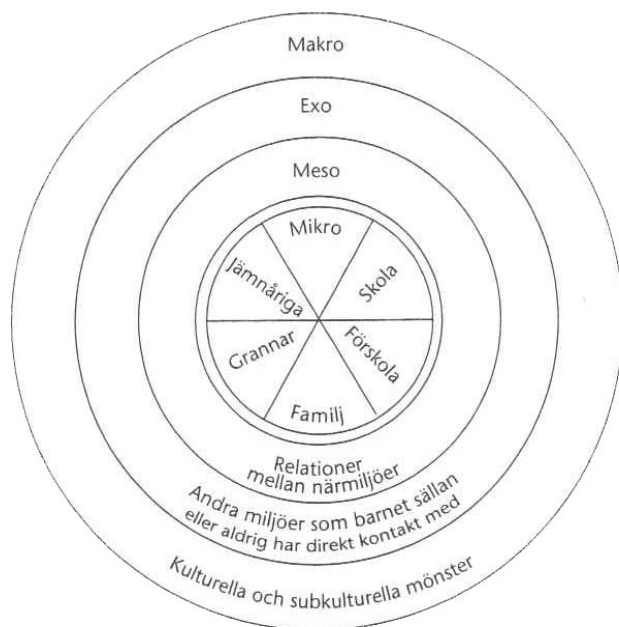 Makro
Exo
Meso
Mikro
Jämnåriga
Skola
Grannar
Förskola
Familj
Relationer
mellan närmiljöer
Andra miljöer som barnet sällan
eller aldrig har direkt kontakt med
Kulturella och subkulturella mönster